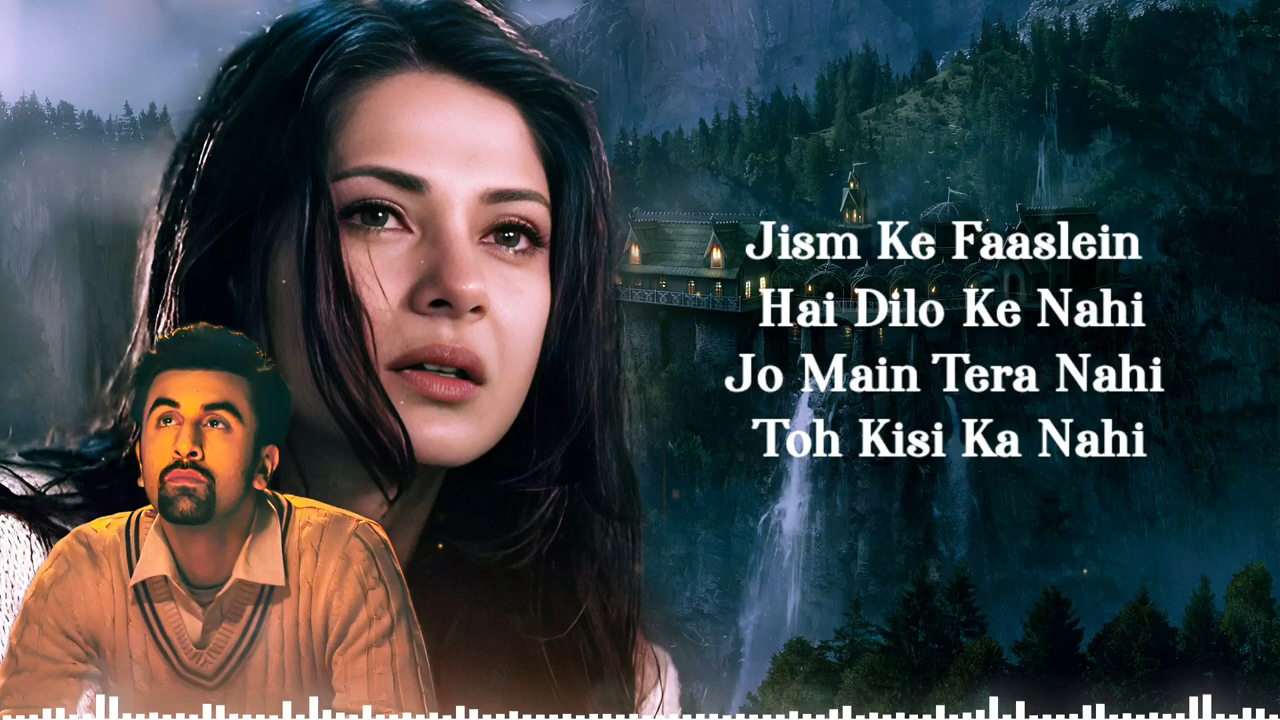 Jism Ke Faaslein
Hai Dilo Ke Nahi
Jo Main Tera Nahi
Toh Kisi Ka Nahi